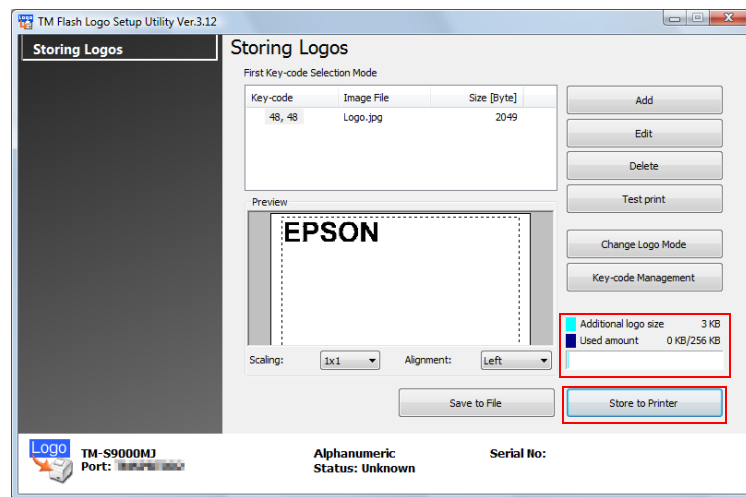 TM Flash Logo Setup Utility Ver.3.12
Storing Logos
Storing Logos
First Key-code Selection Mode
Key-code Image File Size [Byte]
48, 48 Logo.jpg 2049
Add
Edit
Delete
Test print
Preview
EPSON
Change Logo Mode
Key-code Management
Additional logo size 3 KB
Used amount 0 KB/256 KB
Scaling: 1x1 Alignment: Left
Save to File Store to Printer
Logo
TM-S9000MJ Alphanumeric Serial No:
Port: Status: Unknown